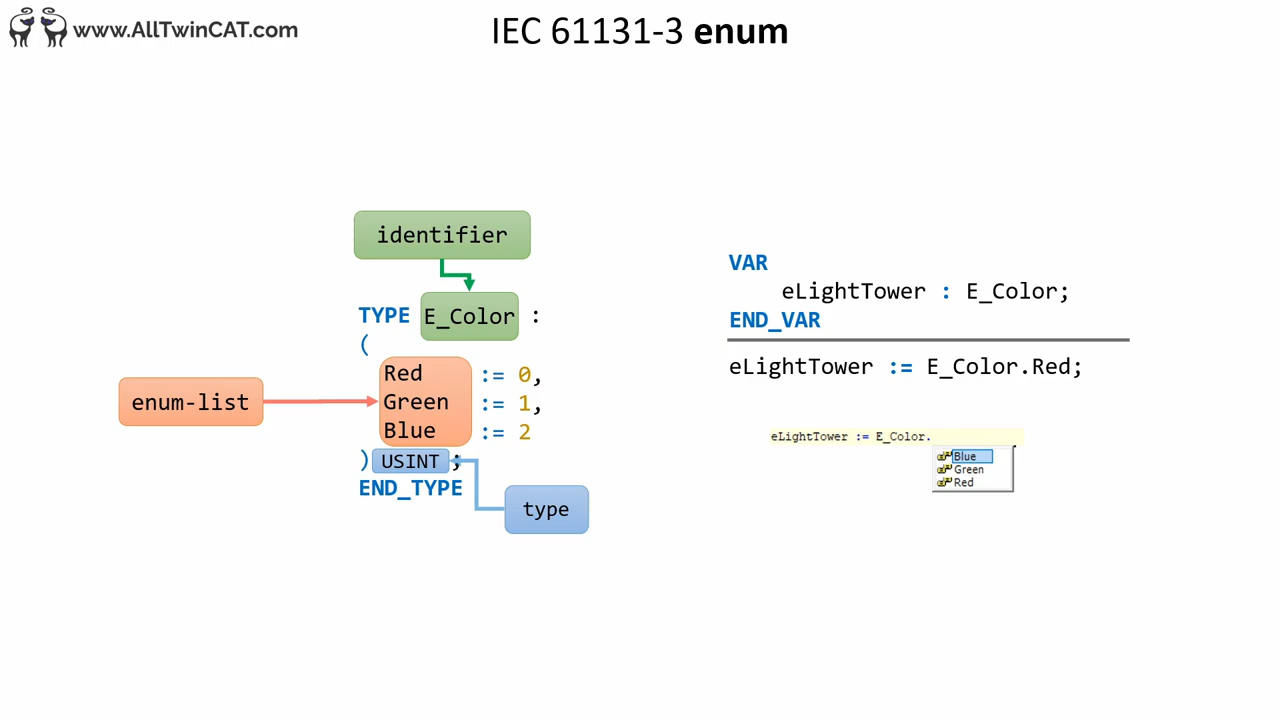 www.AllTwinCAT.com
IEC 61131-3 enum
identifier
TYPE E_Color :
(
Red := 0,
enum-list
Green := 1,
Blue := 2
) USINT ;
END_TYPE
type
VAR
eLightTower : E_Color;
END_VAR
eLightTower := E_Color.Red;
eLightTower := E_Color.
Blue
Green
Red